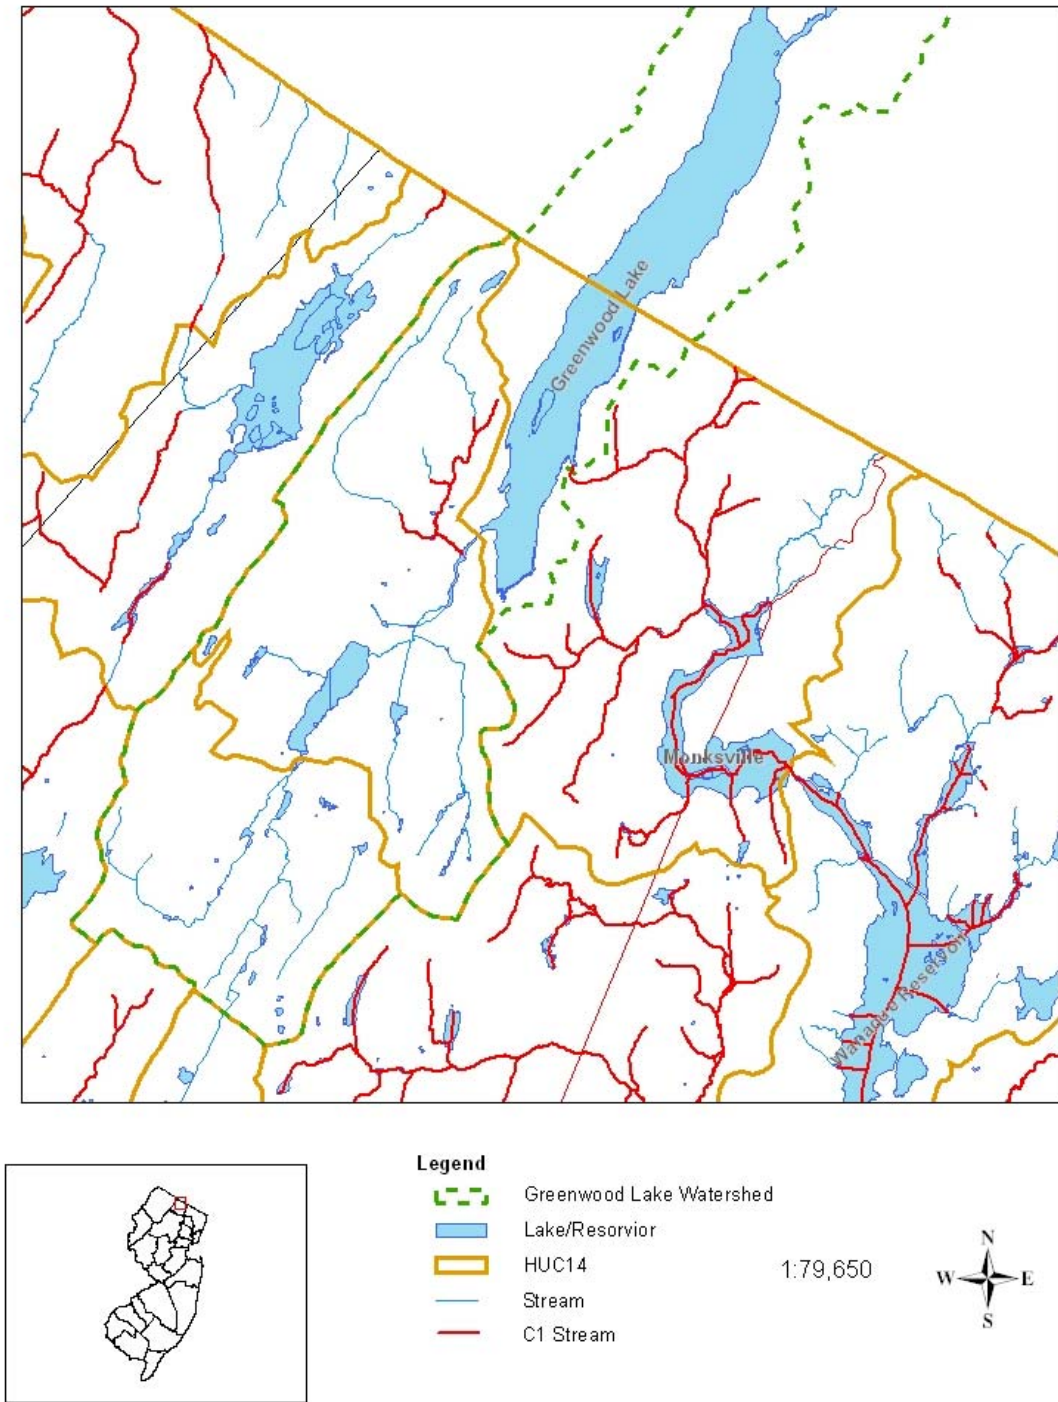 Greenwood Lake
Monksville
Wanaque Reservoir
Legend
Greenwood Lake Watershed
Lake/Resorvior
HUC14
Stream
C1 Stream
1:79,650
N
W E
S